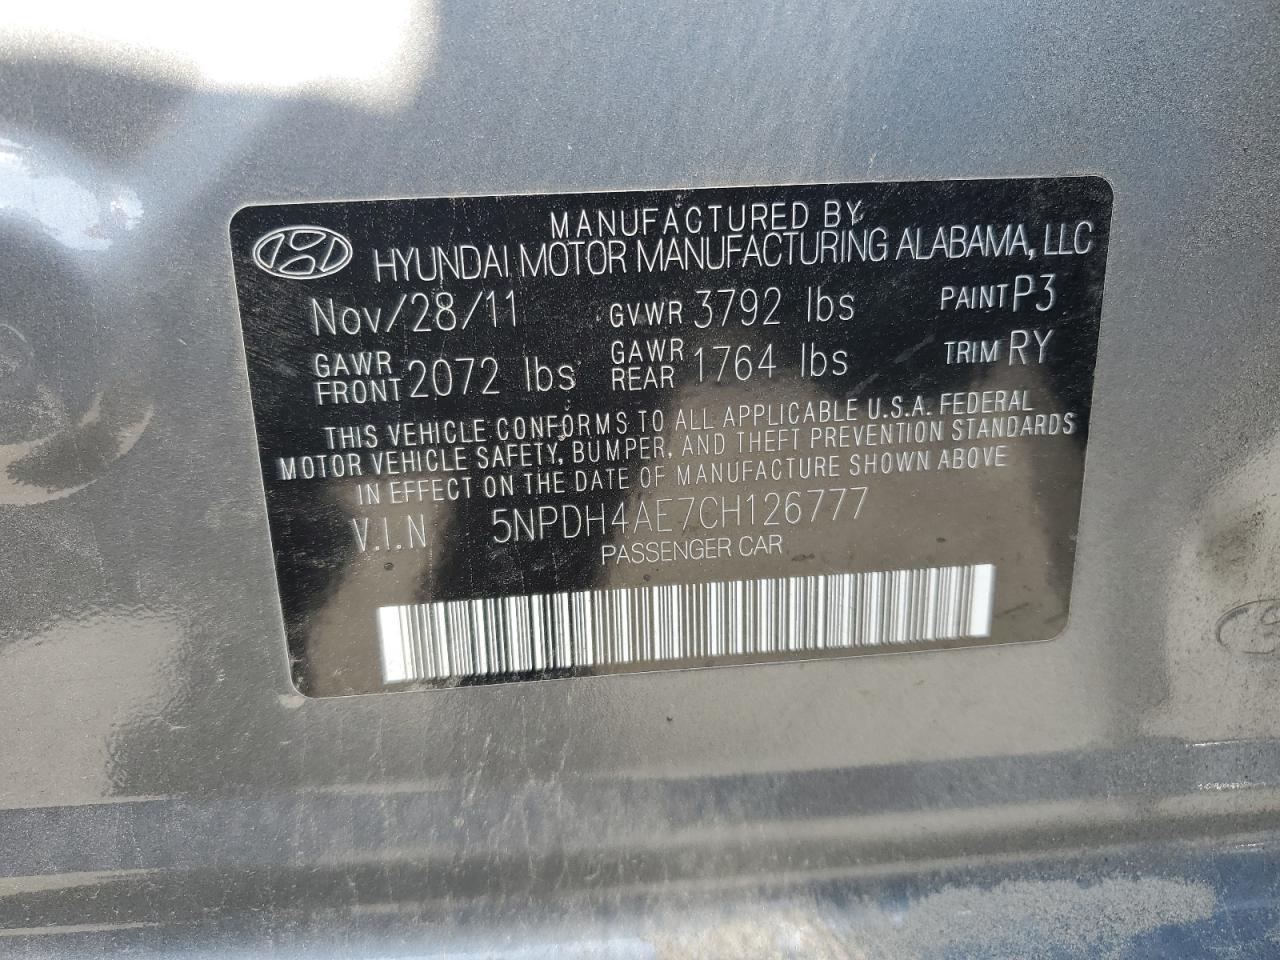 MANUFACTURED BY
HYUNDAI MOTOR MANUFACTURING ALABAMA, LLC
Nov/28/11 GVWR 3792 lbs PAINT P3
GAWR FRONT 2072 lbs GAWR REAR 1764 lbs TRIM RY
THIS VEHICLE CONFORMS TO ALL APPLICABLE U.S.A. FEDERAL
MOTOR VEHICLE SAFETY, BUMPER, AND THEFT PREVENTION STANDARDS
IN EFFECT ON THE DATE OF MANUFACTURE SHOWN ABOVE
V.I.N 5NPDH4AE7CH126777
PASSENGER CAR